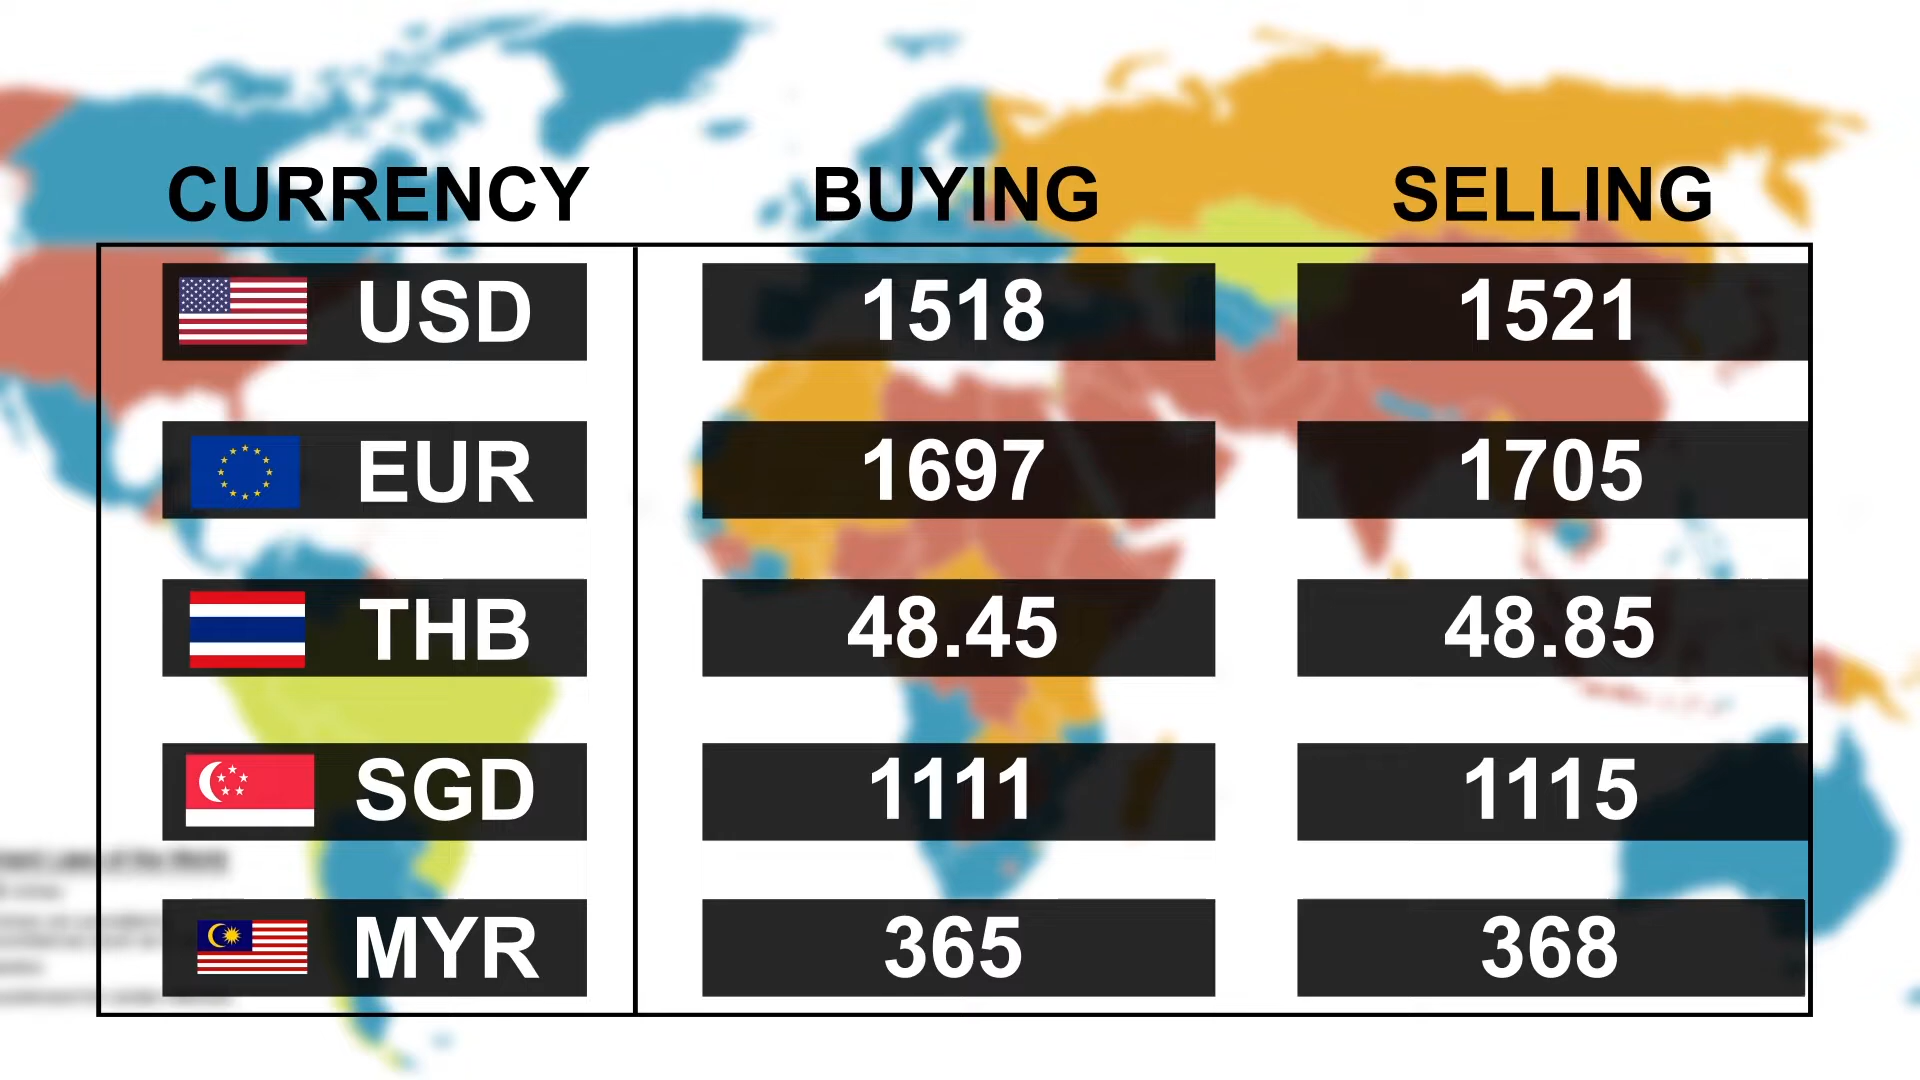 CURRENCY BUYING SELLING
USD 1518 1521
EUR 1697 1705
THB 48.45 48.85
SGD 1111 1115
MYR 365 368